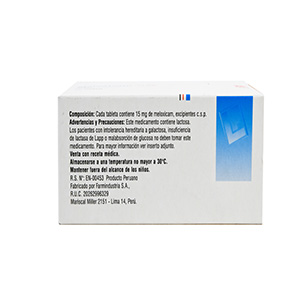 Composición: Cada tableta contiene 15 mg de meloxicam, excipientes c.s.p.
Advertencias y Precauciones: Este medicamento contiene lactosa.
Los pacientes con intolerancia hereditaria a galactosa, insuficiencia
de lactasa de Lapp o malabsorción de glucosa no deben tomar
este medicamento. Para mayor información ver inserto adjunto.
Venta con receta médica.
Almacenarse a una temperatura no mayor a 30°C.
Mantener fuera del alcance de los niños.
R.S. N°: EN-00453 Producto Peruano
Fabricado por Farmindustria S.A.,
R.U.C. 20262996329
Mariscal Miller 2151 - Lima 14, Perú.